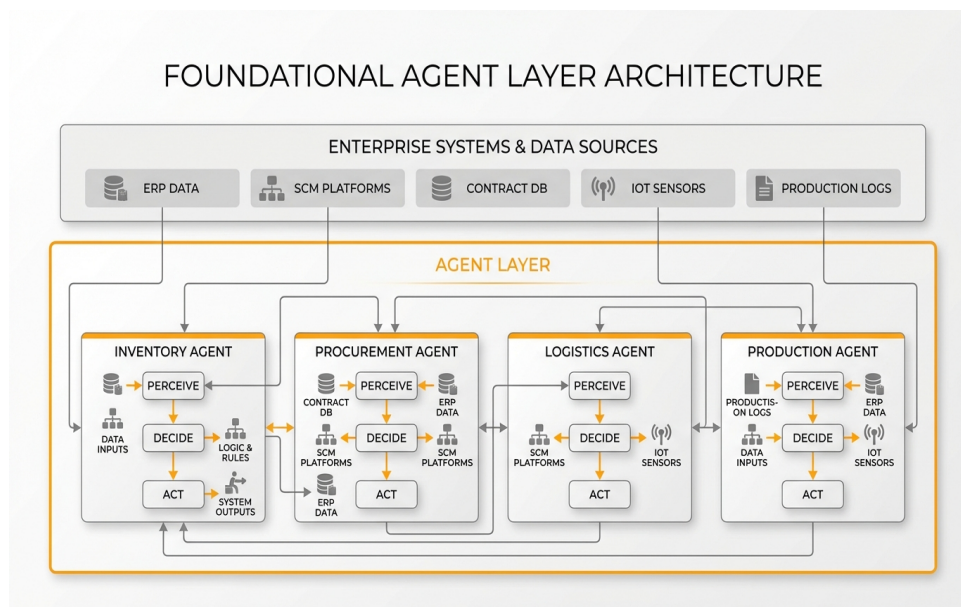 FOUNDATIONAL AGENT LAYER ARCHITECTURE
ENTERPRISE SYSTEMS & DATA SOURCES
ERP DATA
SCM PLATFORMS
CONTRACT DB
IOT SENSORS
PRODUCTION LOGS
AGENT LAYER
INVENTORY AGENT
PERCEIVE
DATA
INPUTS
DECIDE
LOGIC &
RULES
ACT
SYSTEM
OUTPUTS
PROCUREMENT AGENT
CONTRACT
DB
PERCEIVE
ERP
DATA
SCM
PLATFORMS
DECIDE
SCM
PLATFORMS
ERP
DATA
ACT
LOGISTICS AGENT
PERCEIVE
SCM
PLATFORMS
DECIDE
IOT
SENSORS
ACT
PRODUCTION AGENT
PRODUCTIS-
ON LOGS
PERCEIVE
ERP
DATA
DATA
INPUTS
DECIDE
IOT
SENSORS
ACT